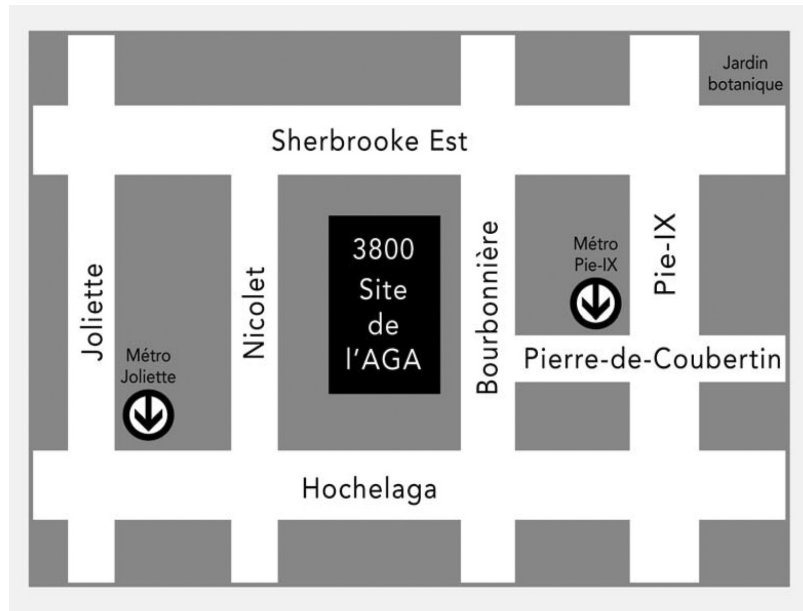 Jardin
botanique
Sherbrooke Est
Joliette
Nicolet
3800
Site
de
l'AGA
Bourbonnière
Métro
Pie-IX
Pie-IX
Métro
Joliette
Pierre-de-Coubertin
Hochelaga